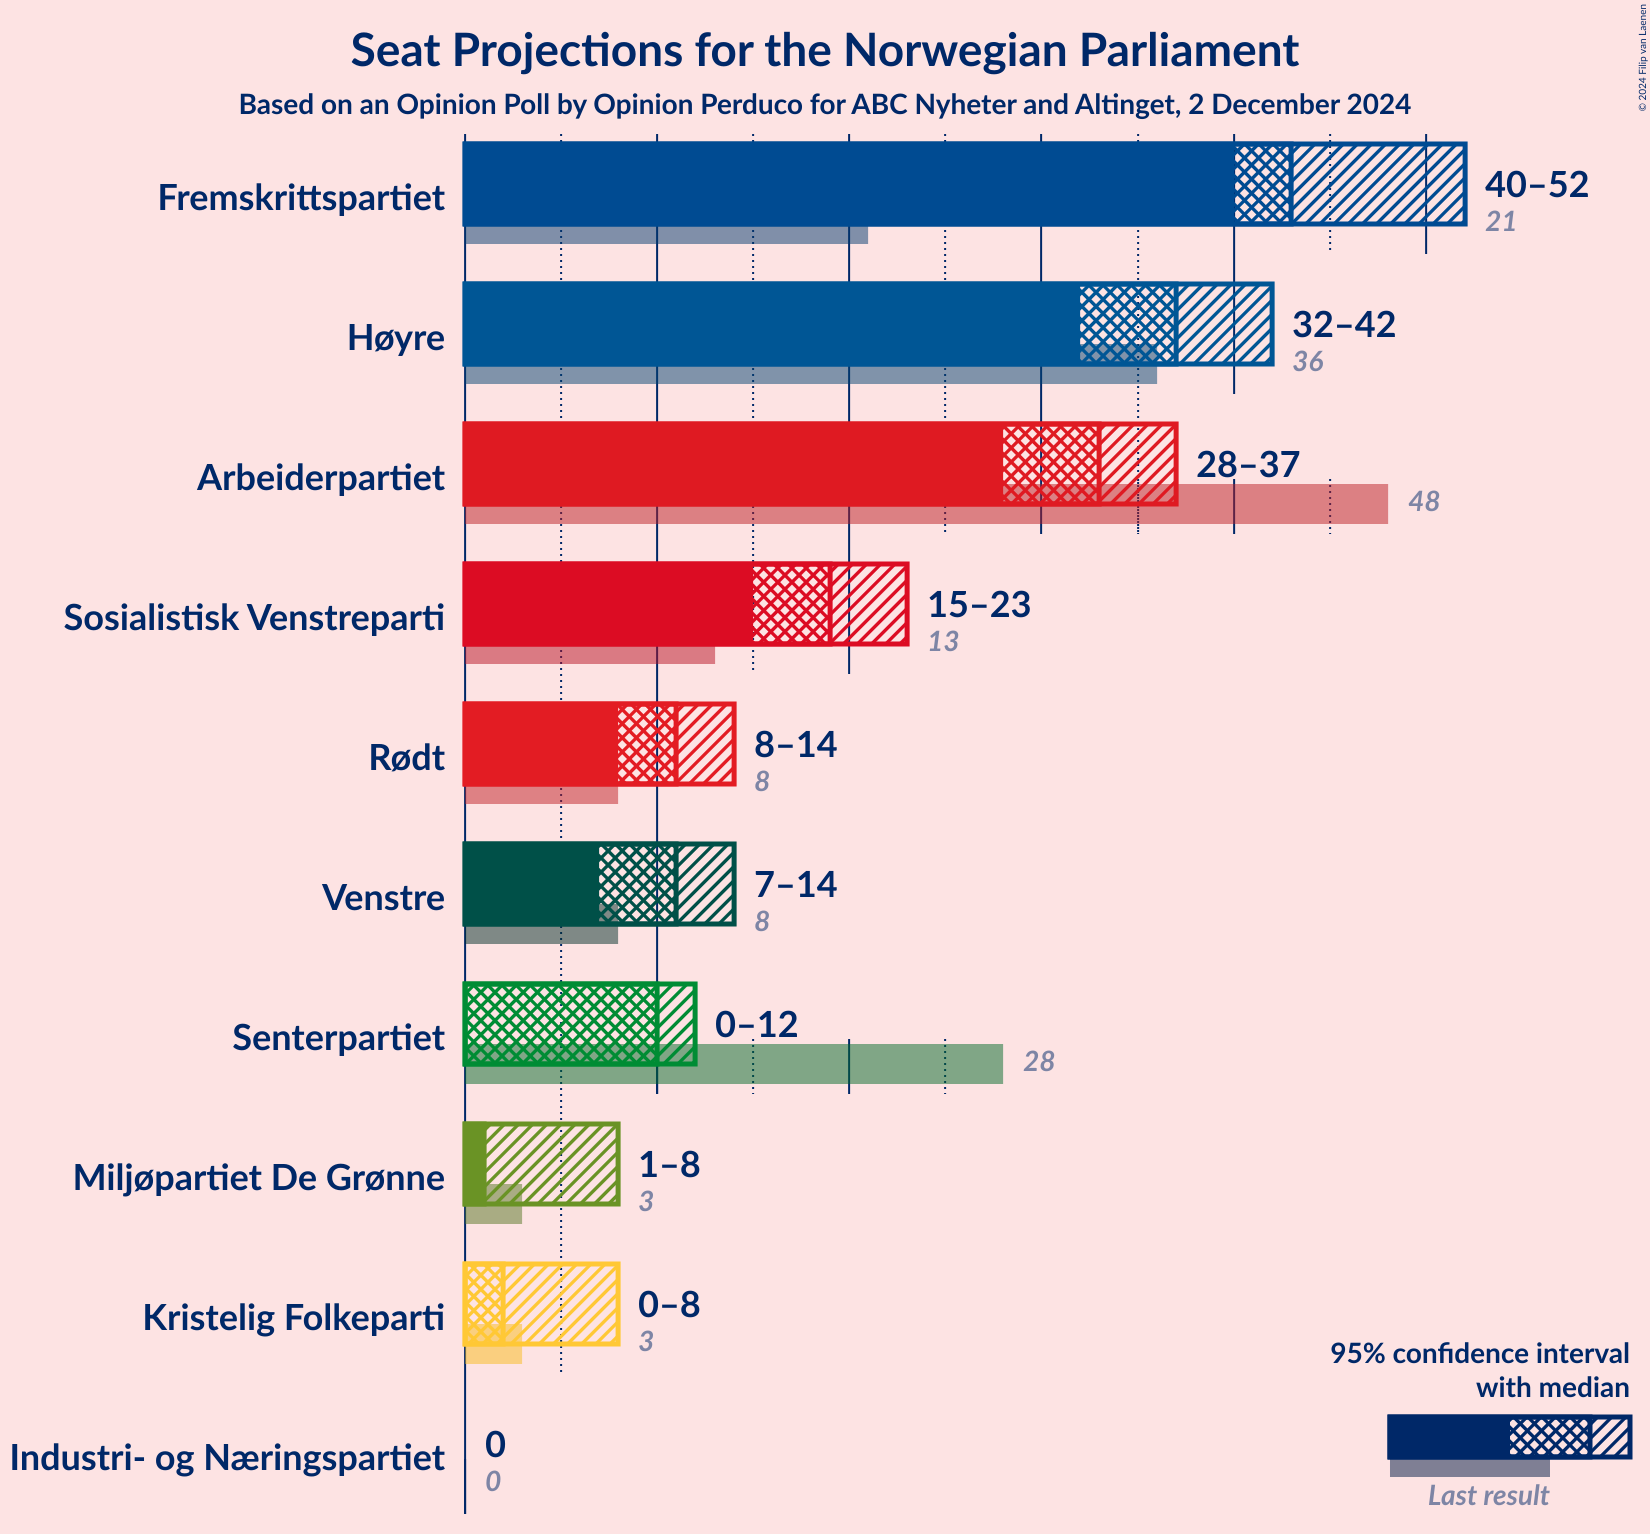 Seat Projections for the Norwegian Parliament
Based on an Opinion Poll by Opinion Perduco for ABC Nyheter and Altinget, 2 December 2024
© 2024 Filip van Laenen
Fremskrittspartiet
40–52
21
Høyre
32–42
36
Arbeiderpartiet
28–37
48
Sosialistisk Venstreparti
15–23
13
Rødt
8–14
8
Venstre
7–14
8
Senterpartiet
0–12
28
Miljøpartiet De Grønne
1–8
3
Kristelig Folkeparti
0–8
3
Industri- og Næringspartiet
0
0
95% confidence interval
with median
Last result